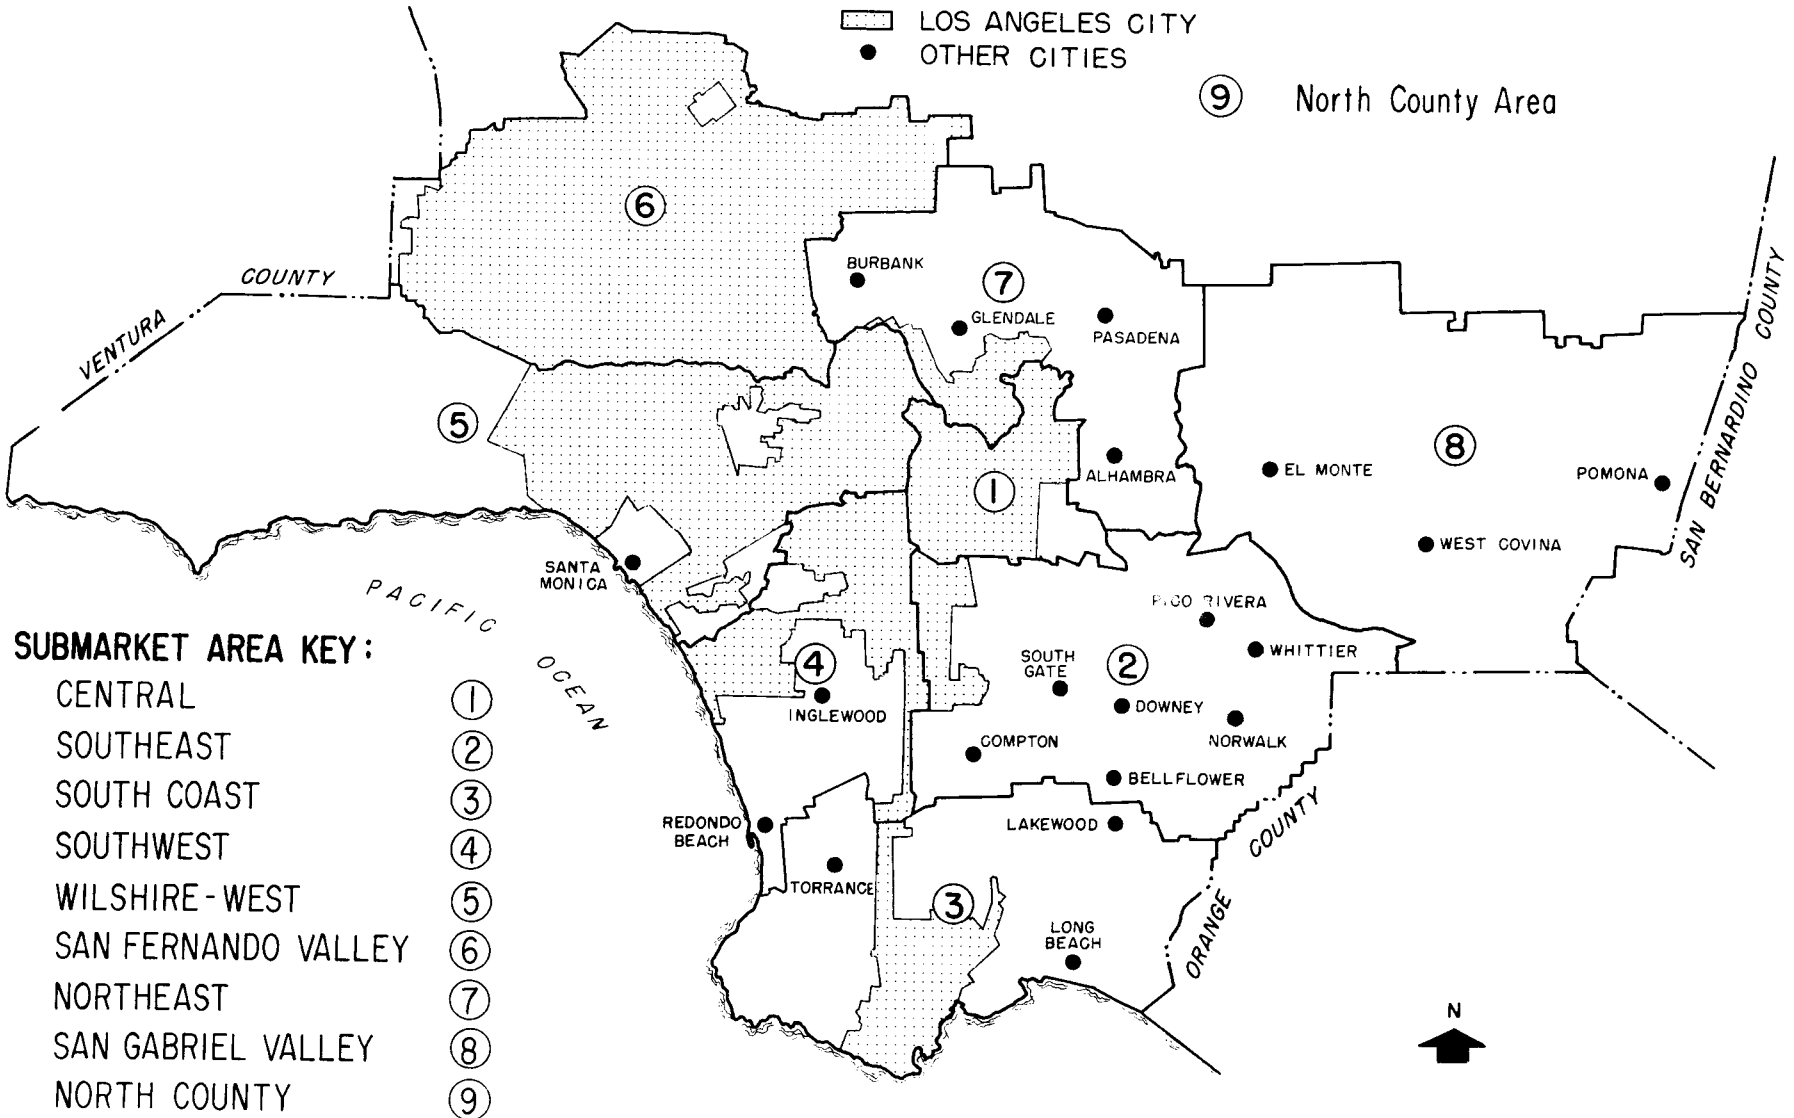 LOS ANGELES CITY
OTHER CITIES
9 North County Area
6
COUNTY
VENTURA
BURBANK
7
GLENDALE
PASADENA
COUNTY
SAN BERNARDINO
5
8
1
ALHAMBRA
EL MONTE
POMONA
WEST COVINA
SANTA
MONICA
PACIFIC
OCEAN
PICO RIVERA
WHITTIER
4
INGLEWOOD
SOUTH
GATE
2
DOWNEY
NORWALK
COMPTON
BELLFLOWER
REDONDO
BEACH
LAKEWOOD
COUNTY
ORANGE
TORRANCE
3
LONG
BEACH
N
SUBMARKET AREA KEY:
CENTRAL 1
SOUTHEAST 2
SOUTH COAST 3
SOUTHWEST 4
WILSHIRE-WEST 5
SAN FERNANDO VALLEY 6
NORTHEAST 7
SAN GABRIEL VALLEY 8
NORTH COUNTY 9